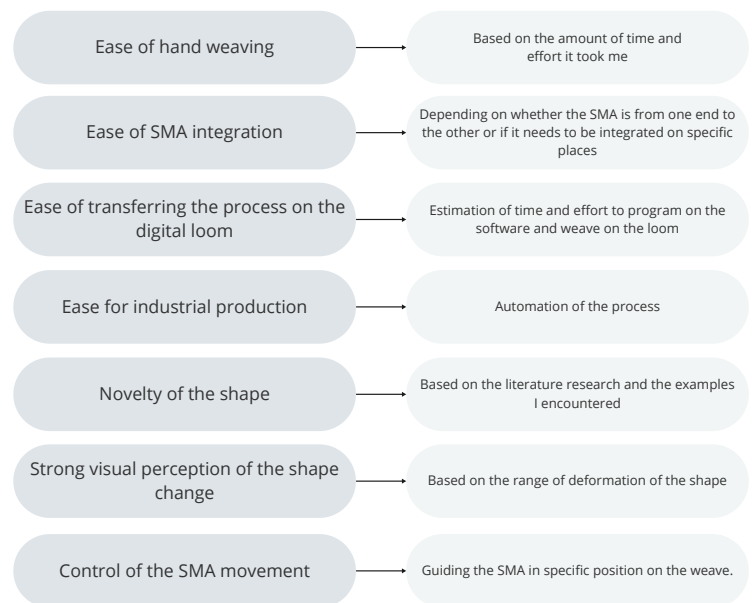 Ease of hand weaving
Based on the amount of time and
effort it took me
Ease of SMA integration
Depending on whether the SMA is from one end to
the other or if it needs to be integrated on specific
places
Ease of transferring the process on the
digital loom
Estimation of time and effort to program on the
software and weave on the loom
Ease for industrial production
Automation of the process
Novelty of the shape
Based on the literature research and the examples
I encountered
Strong visual perception of the shape
change
Based on the range of deformation of the shape
Control of the SMA movement
Guiding the SMA in specific position on the weave.